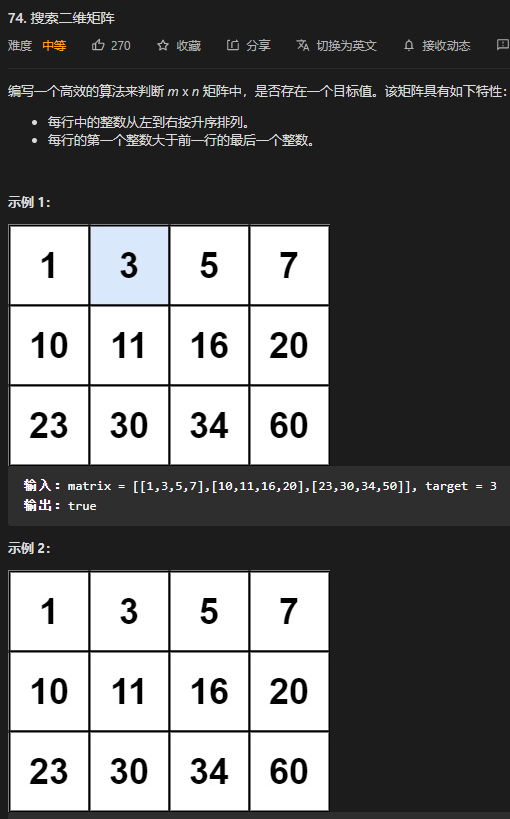 74. 搜索二维矩阵
难度 中等 270 收藏 分享 切换为英文 接收动态
编写一个高效的算法来判断 m x n 矩阵中，是否存在一个目标值。该矩阵具有如下特性：
每行中的整数从左到右按升序排列。
每行的第一个整数大于前一行的最后一个整数。
示例 1：
1 3 5 7
10 11 16 20
23 30 34 60
输入：matrix = [[1,3,5,7],[10,11,16,20],[23,30,34,50]], target = 3
输出：true
示例 2：
1 3 5 7
10 11 16 20
23 30 34 60